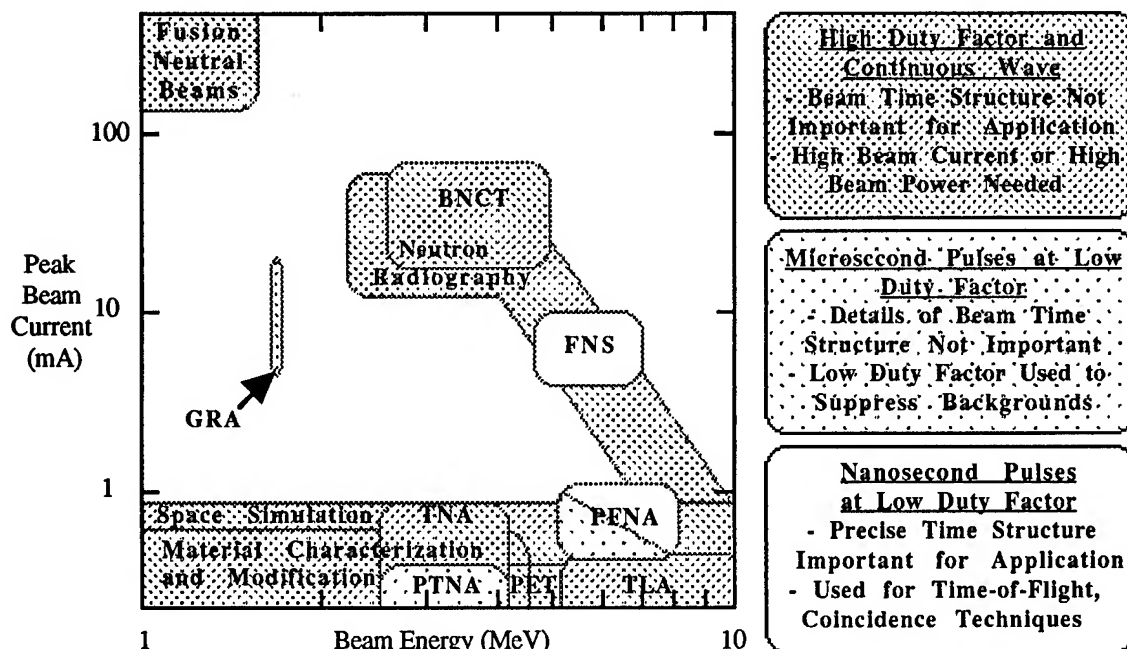 Fusion
Neutral
Beams
100
BNCT
Neutron
Radiography
Peak
Beam
Current
(mA)
10
FNS
GRA
1
Space Simulation
TNA
PFNA
Material Characterization
and Modification
PTNA
PET
TLA
1
Beam Energy (MeV)
10
High Duty Factor and
Continuous Wave
- Beam Time Structure Not
Important for Application
- High Beam Current or High
Beam Power Needed
Microsecond Pulses at Low
Duty Factor
- Details of Beam Time
Structure Not Important
- Low Duty Factor Used to
Suppress Backgrounds
Nanosecond Pulses
at Low Duty Factor
- Precise Time Structure
Important for Application
- Used for Time-of-Flight,
Coincidence Techniques